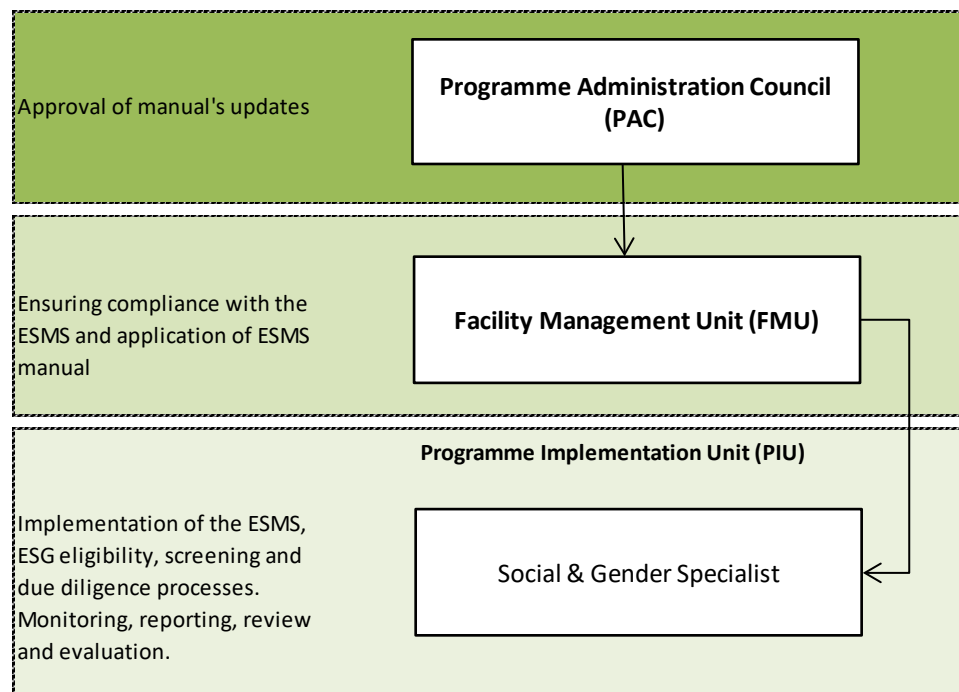 Approval of manual's updates
Programme Administration Council
(PAC)
Ensuring compliance with the
ESMS and application of ESMS
manual
Facility Management Unit (FMU)
Programme Implementation Unit (PIU)
Implementation of the ESMS,
ESG eligibility, screening and
due diligence processes.
Monitoring, reporting, review
and evaluation.
Social & Gender Specialist